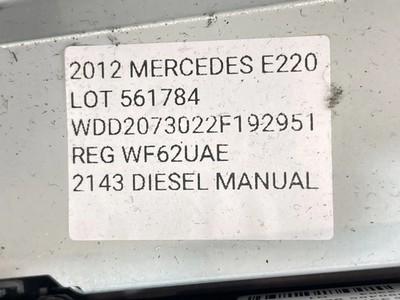 2012 MERCEDES E220
LOT 561784
WDD2073022F192951
REG WF62UAE
2143 DIESEL MANUAL